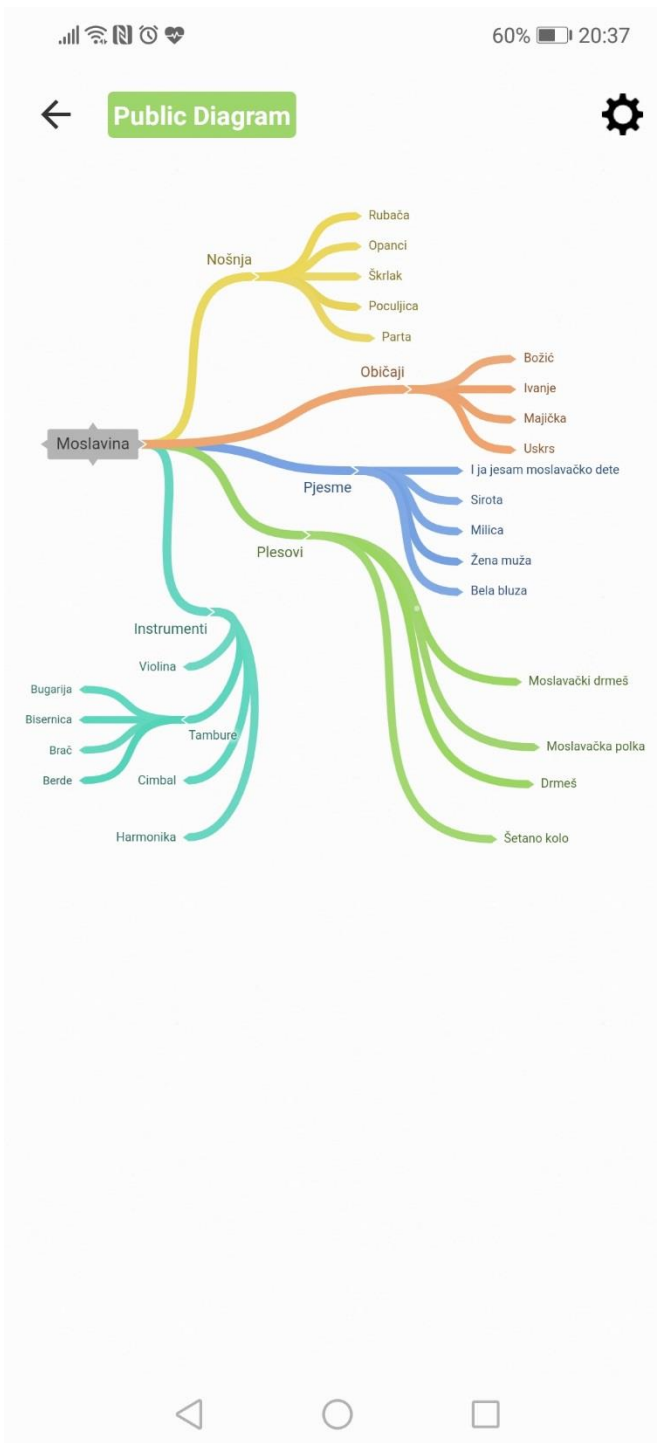 60% 20:37
Public Diagram
Moslavina
Nošnja
Rubača
Opanci
Škrlak
Poculjica
Parta
Običaji
Božić
Ivanje
Majička
Uskrs
Pjesme
I ja jesam moslavačko dete
Sirota
Milica
Žena muža
Bela bluza
Plesovi
Moslavački drmeš
Moslavačka polka
Drmeš
Šetano kolo
Instrumenti
Violina
Tambure
Bugarija
Bisernica
Brač
Berde
Cimbal
Harmonika